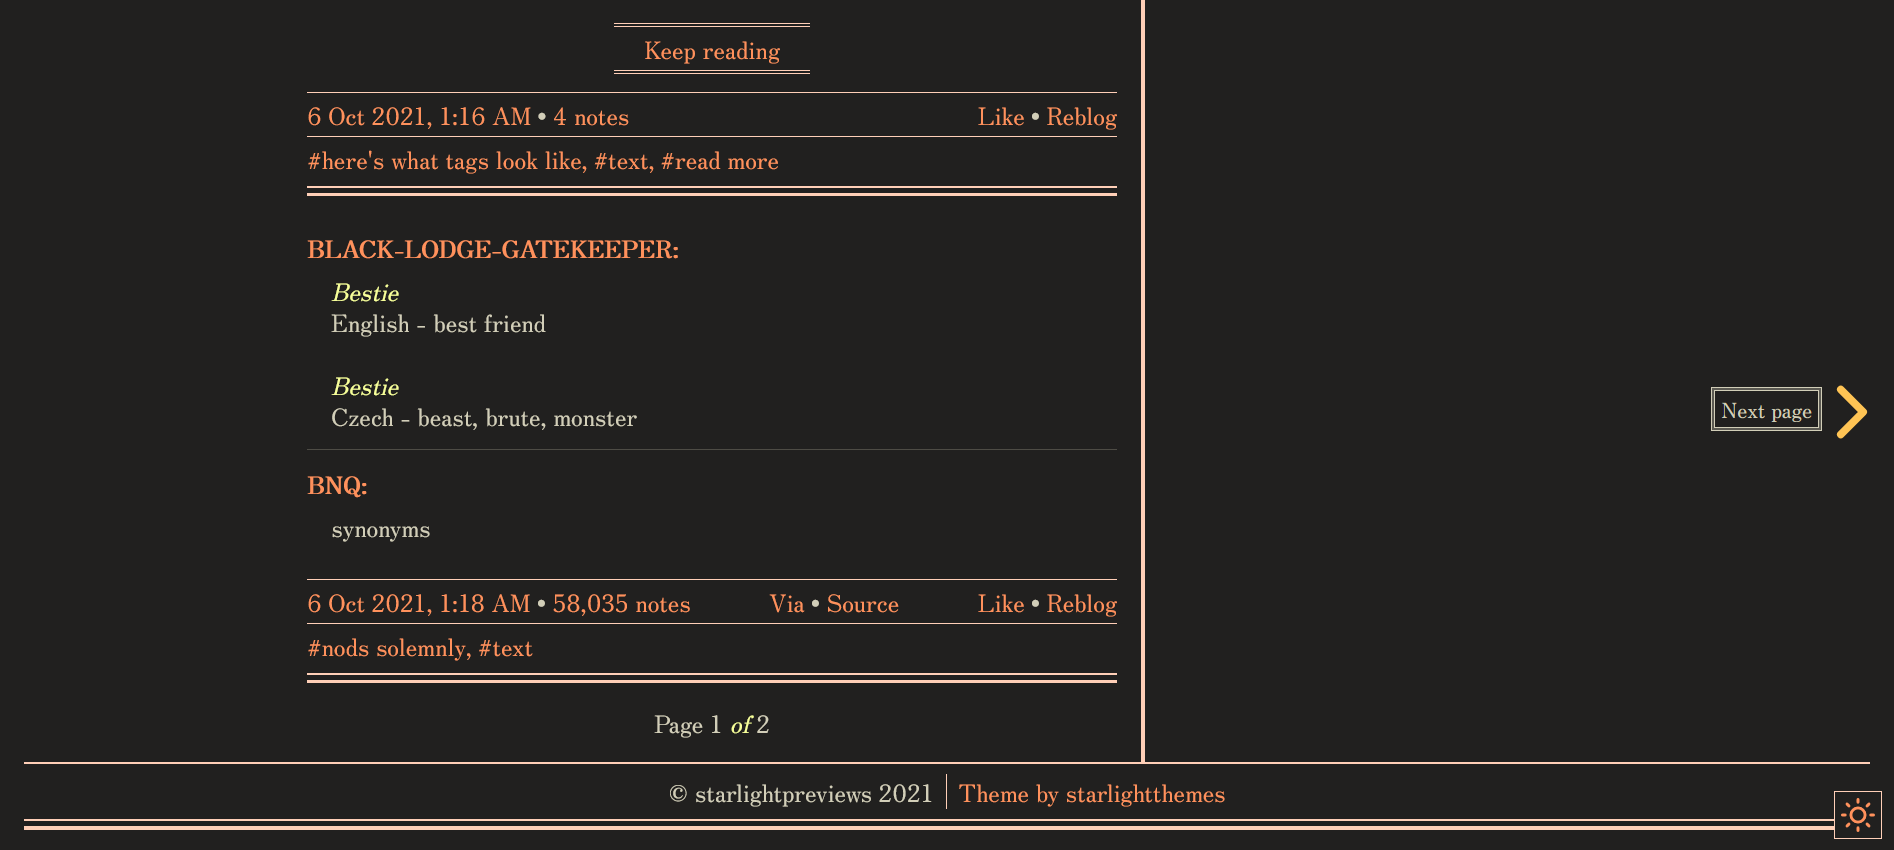 Keep reading
6 Oct 2021, 1:16 AM • 4 notes Like • Reblog
#here's what tags look like, #text, #read more
BLACK-LODGE-GATEKEEPER:
Bestie
English - best friend
Bestie
Czech - beast, brute, monster
BNQ:
synonyms
6 Oct 2021, 1:18 AM • 58,035 notes Via • Source Like • Reblog
#nods solemnly, #text
Page 1 of 2
Next page
© starlightpreviews 2021 Theme by starlightthemes